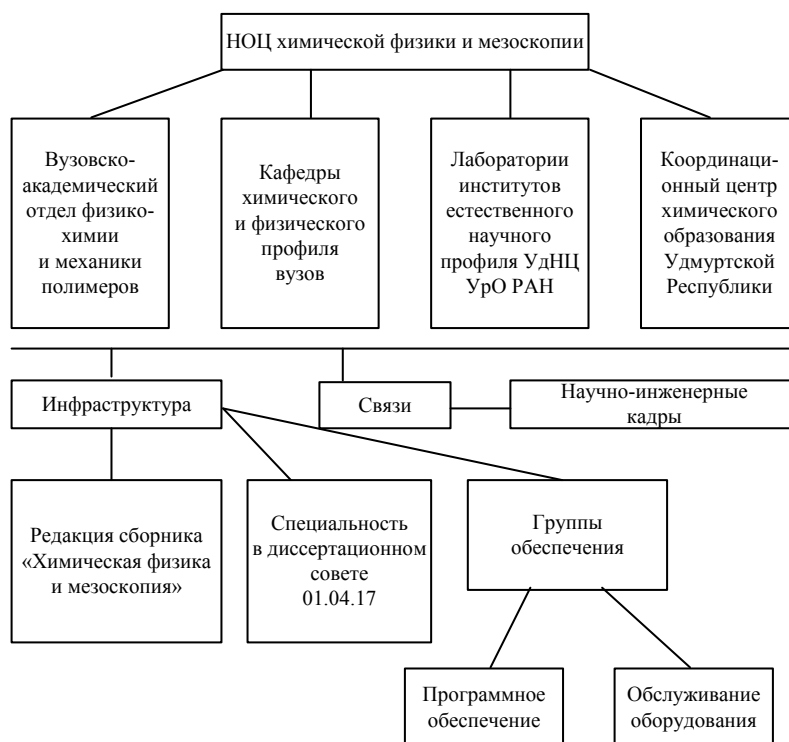 НОЦ химической физики и мезоскопии
Вузовско-
академический
отдел физико-
химии
и механики
полимеров
Кафедры
химического
и физического
профиля
вузов
Лаборатории
институтов
естественного
научного
профиля УдНЦ
УрО РАН
Координаци-
онный центр
химического
образования
Удмуртской
Республики
Инфраструктура
Связи
Научно-инженерные
кадры
Редакция сборника
«Химическая физика
и мезоскопия»
Специальность
в диссертационном
совете
01.04.17
Группы
обеспечения
Программное
обеспечение
Обслуживание
оборудования